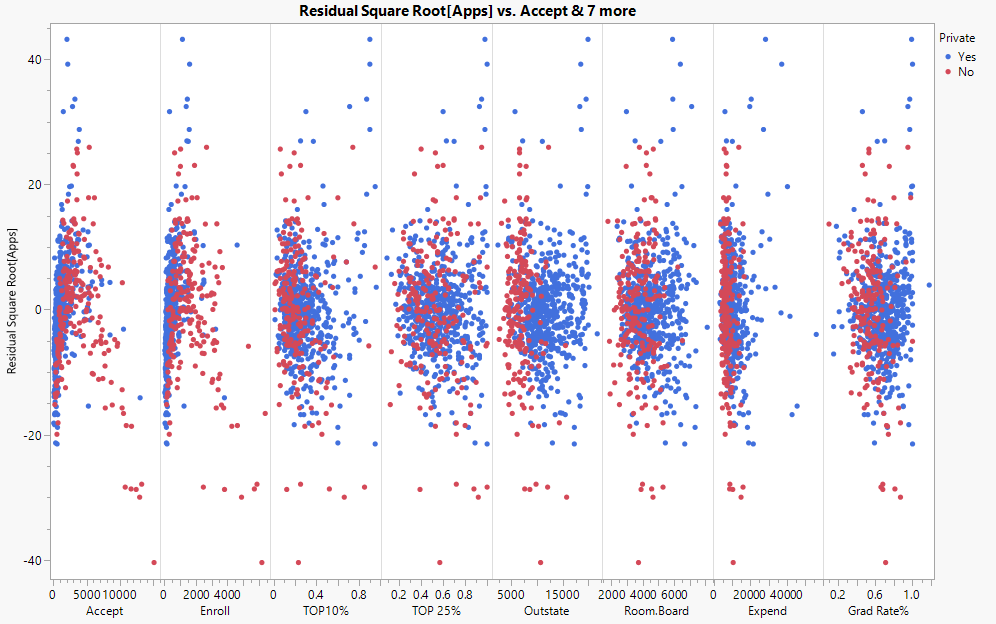 Residual Square Root[Apps] vs. Accept & 7 more
Private
Yes
No
Residual Square Root[Apps]
40
20
0
-20
-40
0 5000 10000
0 2000 4000
0 0.4 0.8
0.2 0.4 0.6 0.8
5000 15000
2000 4000 6000
0 20000 40000
0.2 0.6 1.0
Accept
Enroll
TOP10%
TOP 25%
Outstate
Room.Board
Expend
Grad Rate%